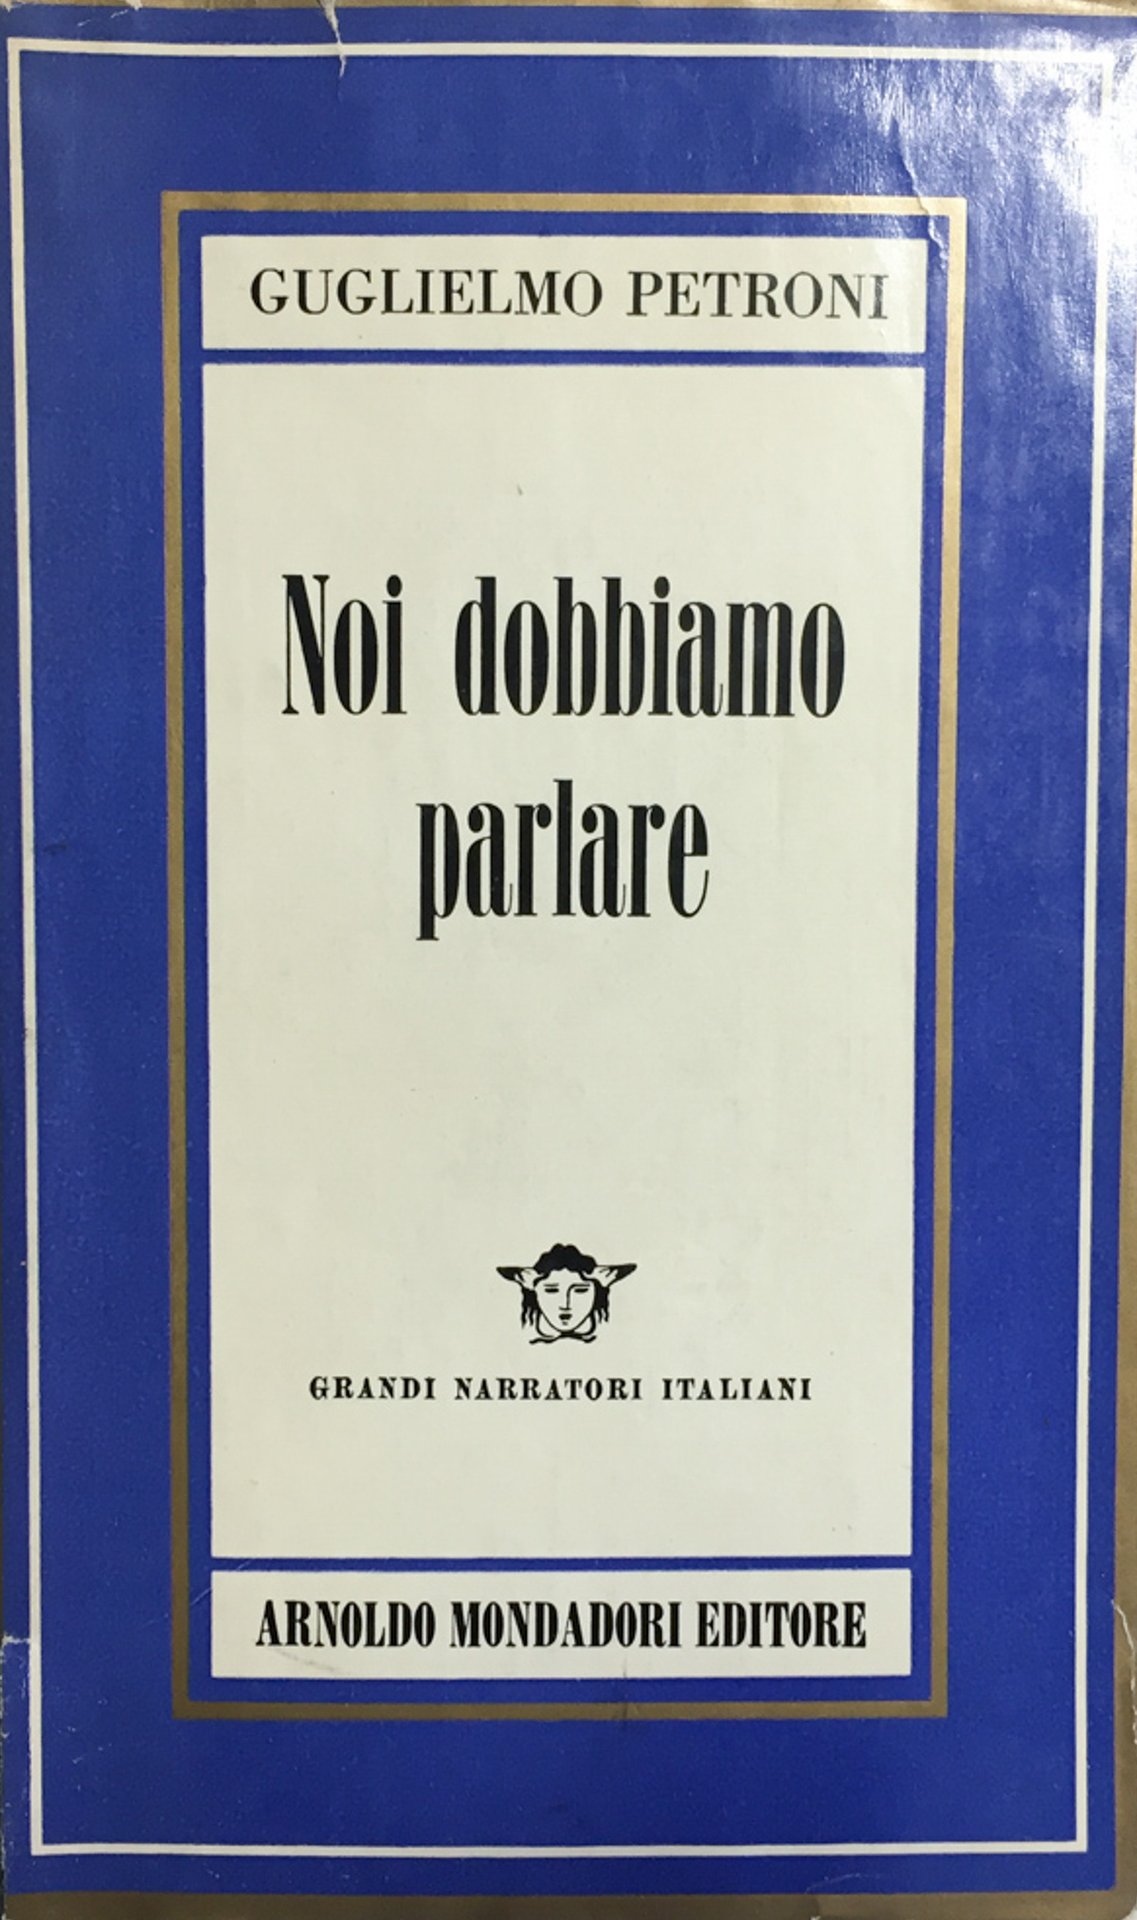 GUGLIELMO PETRONI
Noi dobbiamo
parlare
GRANDI NARRATORI ITALIANI
ARNOLDO MONDADORI EDITORE